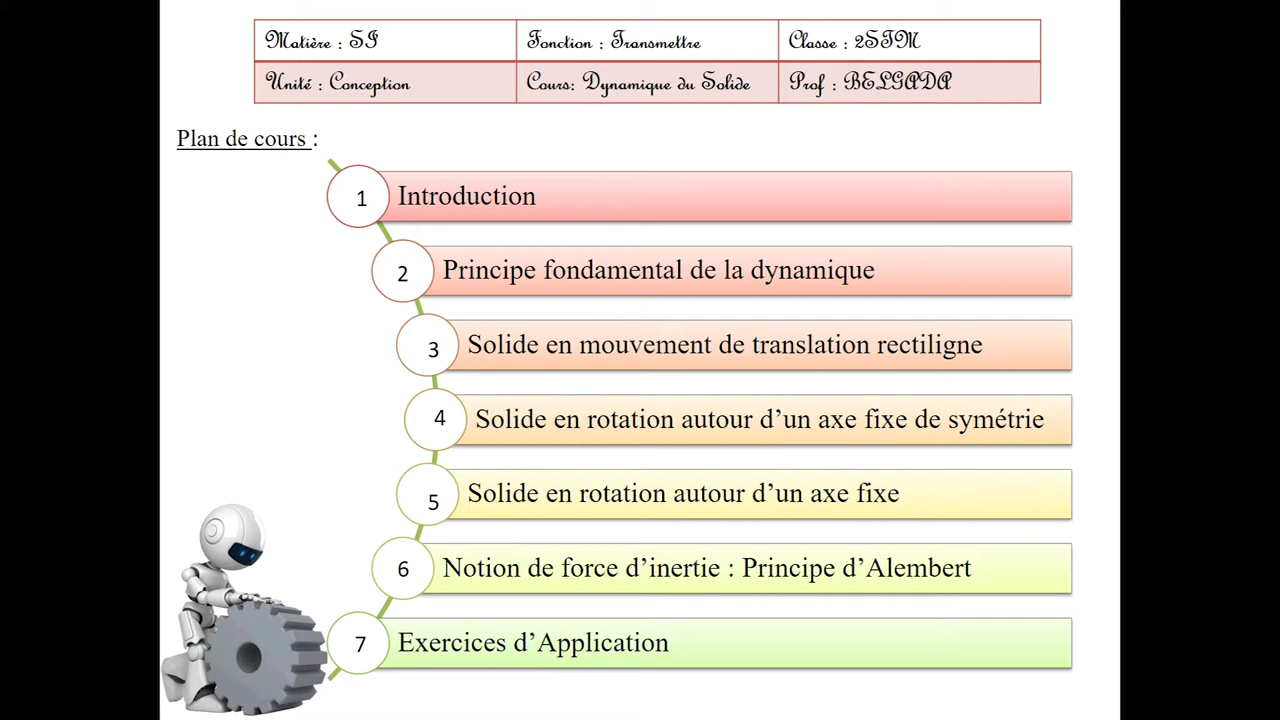 Matière : SI
Fonction : Transmettre
Classe : 2STM
Unité : Conception
Cours: Dynamique du Solide
Prof : BELGADA
Plan de cours :
1 Introduction
2 Principe fondamental de la dynamique
3 Solide en mouvement de translation rectiligne
4 Solide en rotation autour d’un axe fixe de symétrie
5 Solide en rotation autour d’un axe fixe
6 Notion de force d’inertie : Principe d’Alembert
7 Exercices d’Application